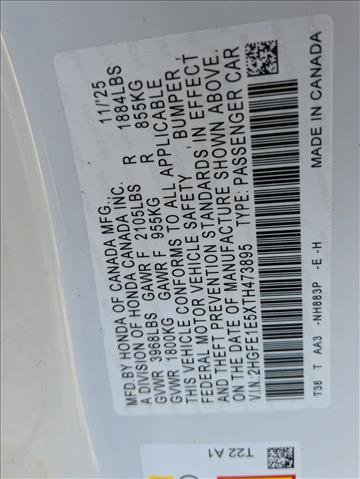 MFD.BY HONDA OF CANADA MFG., 11/'25
A DIVISION OF HONDA CANADA INC.
GVWR 3968LBS GAWR F 2105LBS R 1884LBS
GVWR 1800KG GAWR F 955KG R 855KG
THIS VEHICLE CONFORMS TO ALL APPLICABLE
FEDERAL MOTOR VEHICLE SAFETY, BUMPER,
AND THEFT PREVENTION STANDARDS IN EFFECT
ON THE DATE OF MANUFACTURE SHOWN ABOVE.
V.I.N.:2HGFE1E5XTH473895 TYPE: PASSENGER CAR
T38 T AA3 -NH883P -E -H MADE IN CANADA
T22 A1